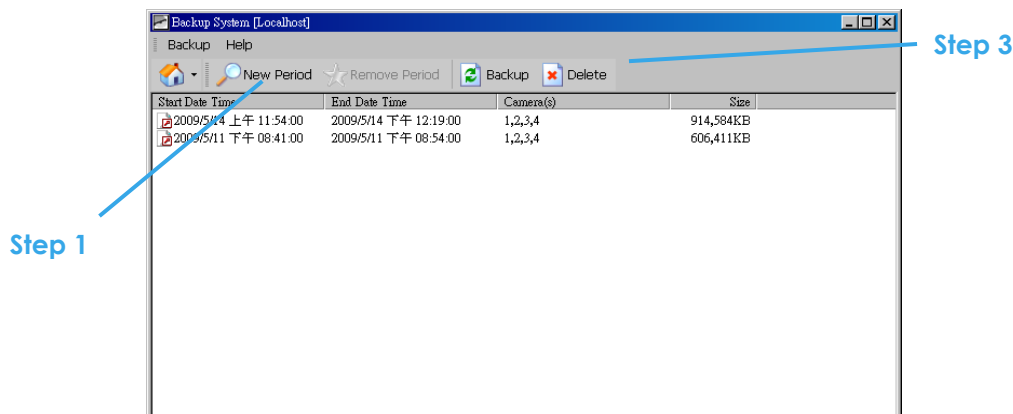 Backup System [Localhost]
Backup Help
Step 3
New Period Remove Period Backup Delete
Start Date Time End Date Time Camera(s) Size
2009/5/14 上午 11:54:00 2009/5/14 下午 12:19:00 1,2,3,4 914,584KB
2009/5/11 下午 08:41:00 2009/5/11 下午 08:54:00 1,2,3,4 606,411KB
Step 1